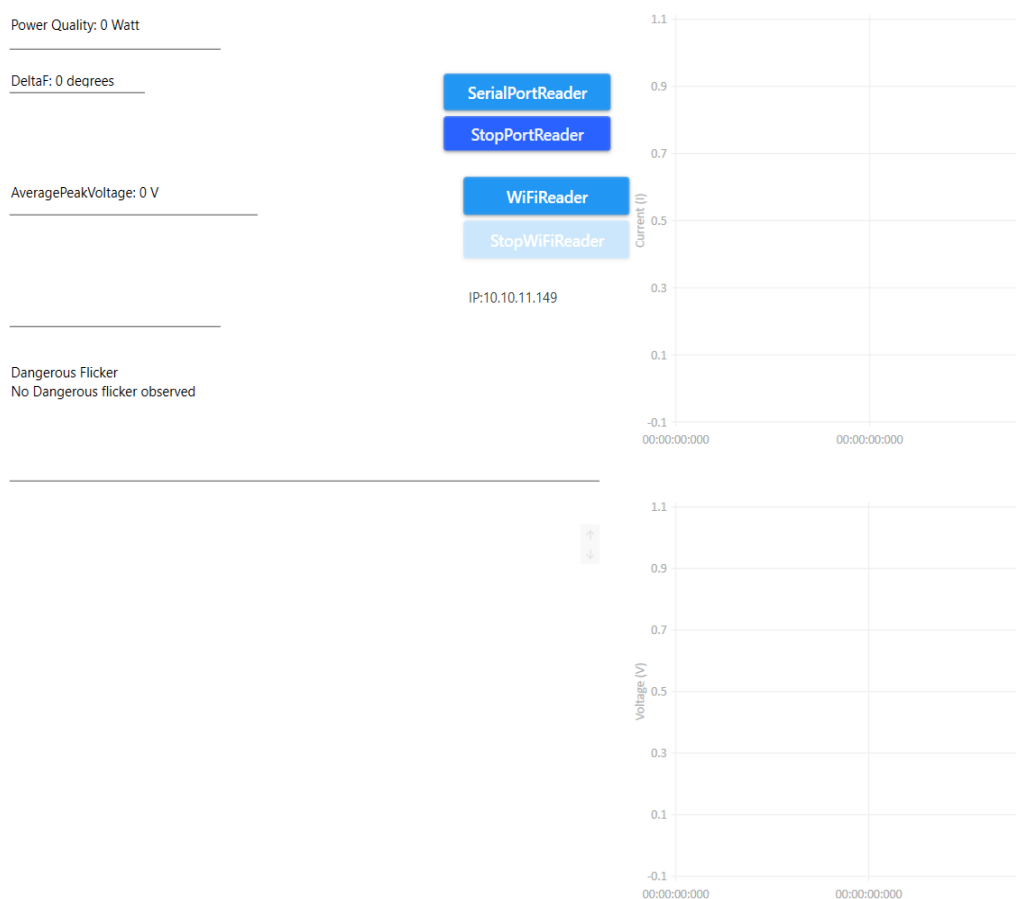 Power Quality: 0 Watt
DeltaF: 0 degrees
SerialPortReader
StopPortReader
AveragePeakVoltage: 0 V
WiFiReader
StopWiFiReader
IP:10.10.11.149
Dangerous Flicker
No Dangerous flicker observed
1.1
0.9
0.7
0.5
0.3
0.1
-0.1
Current (I)
00:00:00:000 00:00:00:000
1.1
0.9
0.7
0.5
0.3
0.1
-0.1
Voltage (V)
00:00:00:000 00:00:00:000